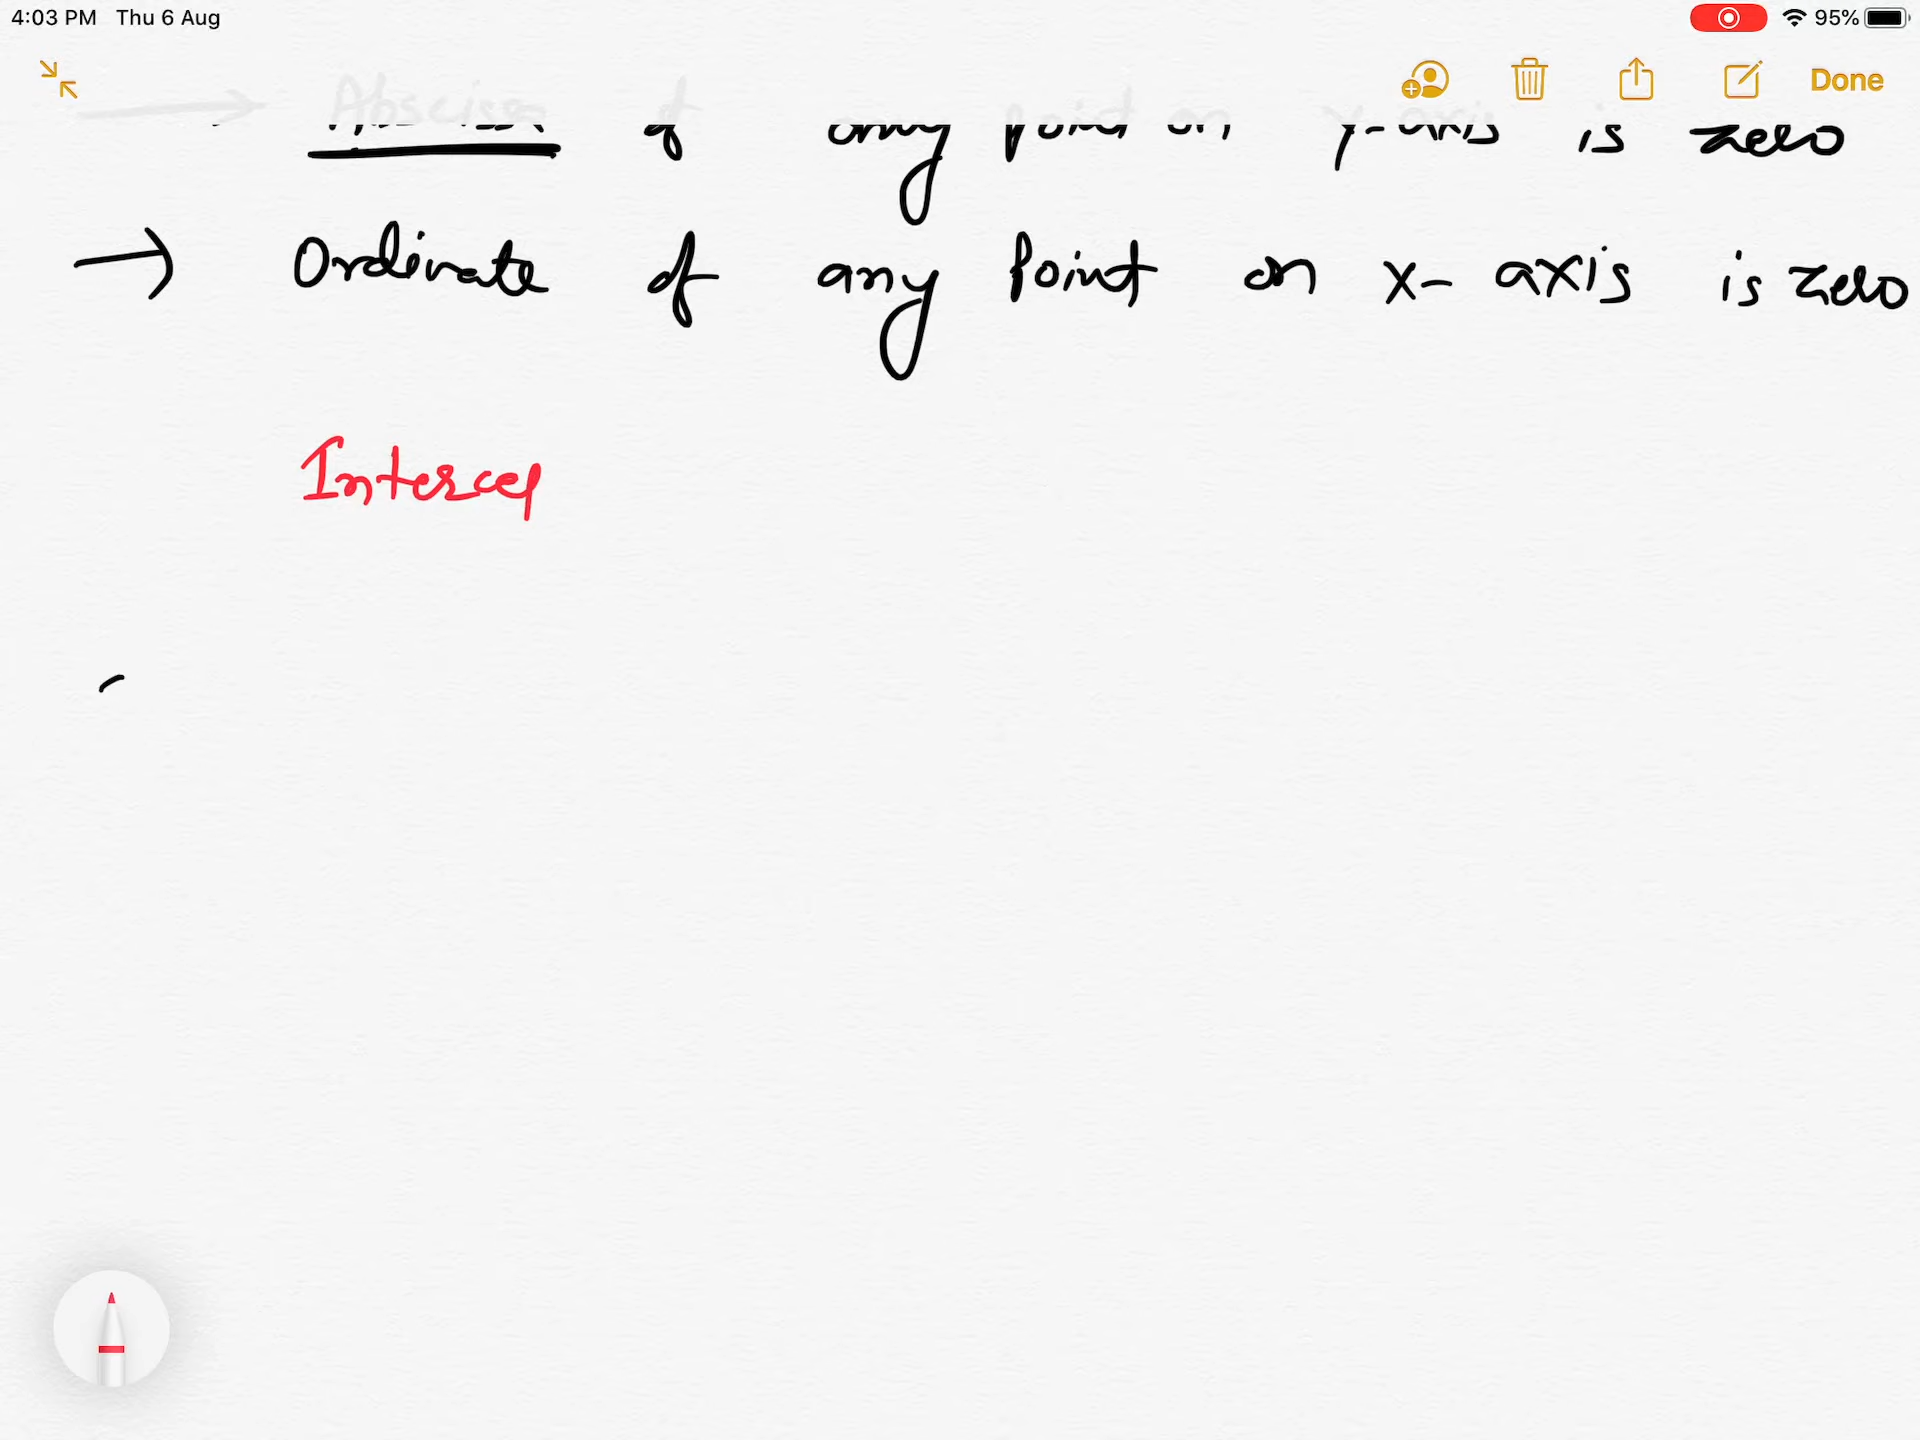 4:03 PM Thu 6 Aug 95%
Done
Abscissa of any point on y-axis is zero
→ Ordinate of any point on x-axis is zero
Intercep